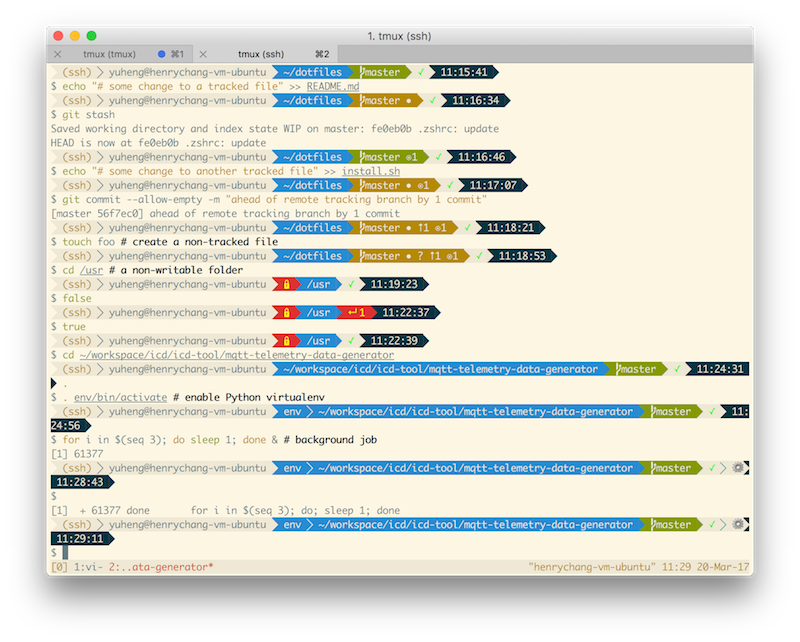 1. tmux (ssh)
tmux (tmux) ⌘1 tmux (ssh) ⌘2
(ssh) yuheng@henrychang-vm-ubuntu ~/dotfiles master ✓ 11:15:41
$ echo "# some change to a tracked file" >> README.md
(ssh) yuheng@henrychang-vm-ubuntu ~/dotfiles master • ✓ 11:16:34
$ git stash
Saved working directory and index state WIP on master: fe0eb0b .zshrc: update
HEAD is now at fe0eb0b .zshrc: update
(ssh) yuheng@henrychang-vm-ubuntu ~/dotfiles master ⍟1 ✓ 11:16:46
$ echo "# some change to another tracked file" >> install.sh
(ssh) yuheng@henrychang-vm-ubuntu ~/dotfiles master • ⍟1 ✓ 11:17:07
$ git commit --allow-empty -m "ahead of remote tracking branch by 1 commit"
[master 56f7ec0] ahead of remote tracking branch by 1 commit
(ssh) yuheng@henrychang-vm-ubuntu ~/dotfiles master • ↑1 ⍟1 ✓ 11:18:21
$ touch foo # create a non-tracked file
(ssh) yuheng@henrychang-vm-ubuntu ~/dotfiles master • ? ↑1 ⍟1 ✓ 11:18:53
$ cd /usr # a non-writable folder
(ssh) yuheng@henrychang-vm-ubuntu /usr ✓ 11:19:23
$ false
(ssh) yuheng@henrychang-vm-ubuntu /usr ↵1 11:22:37
$ true
(ssh) yuheng@henrychang-vm-ubuntu /usr ✓ 11:22:39
$ cd ~/workspace/icd/icd-tool/mqtt-telemetry-data-generator
(ssh) yuheng@henrychang-vm-ubuntu ~/workspace/icd/icd-tool/mqtt-telemetry-data-generator master ✓ 11:24:31
.
$ . env/bin/activate # enable Python virtualenv
(ssh) yuheng@henrychang-vm-ubuntu env ~/workspace/icd/icd-tool/mqtt-telemetry-data-generator master ✓ 11:
24:56
$ for i in $(seq 3); do sleep 1; done & # background job
[1] 61377
(ssh) yuheng@henrychang-vm-ubuntu env ~/workspace/icd/icd-tool/mqtt-telemetry-data-generator master ✓ ⚙
11:28:43
$
[1] + 61377 done for i in $(seq 3); do; sleep 1; done
(ssh) yuheng@henrychang-vm-ubuntu env ~/workspace/icd/icd-tool/mqtt-telemetry-data-generator master ✓ ⚙
11:29:11
$
[0] 1:vi- 2:..ata-generator* "henrychang-vm-ubuntu" 11:29 20-Mar-17